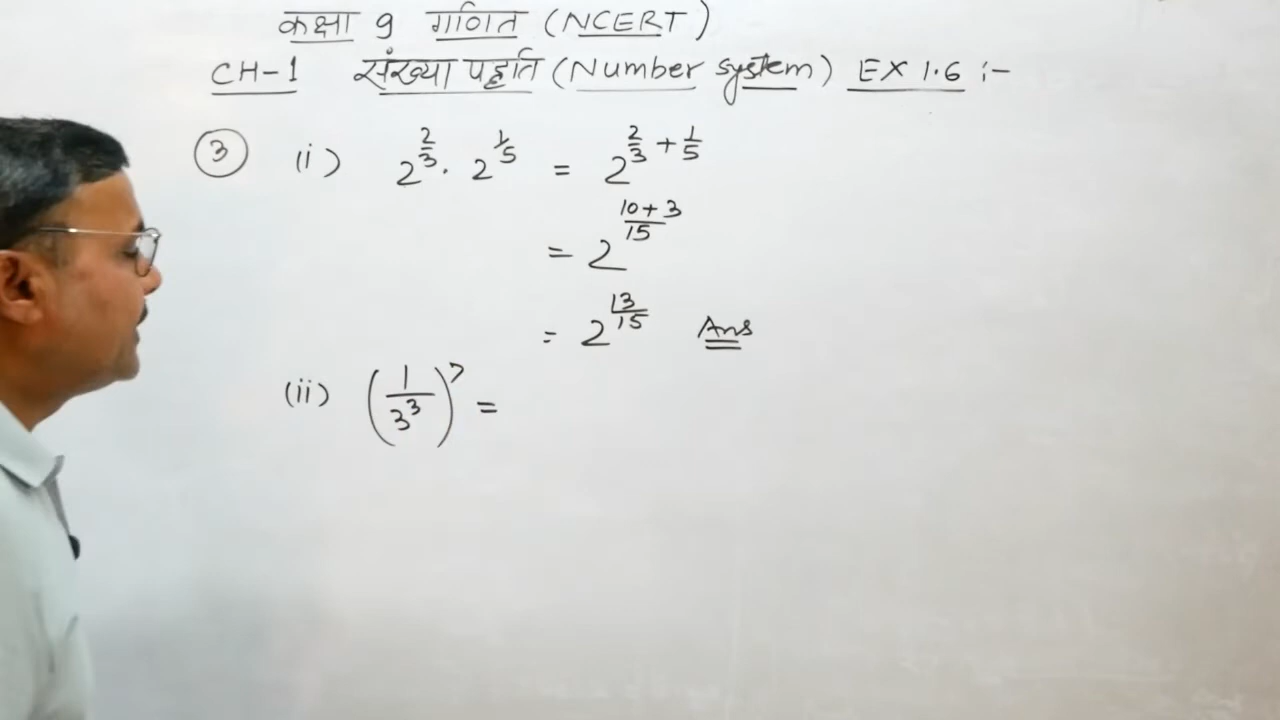 कक्षा 9 गणित (NCERT)
CH-1 संख्या पद्धति (Number system) EX 1.6 :-
③ (i) 2^{2/3} . 2^{1/5} = 2^{2/3 + 1/5}
= 2^{(10+3)/15}
= 2^{13/15} Ans
(ii) (1/3^3)^7 =